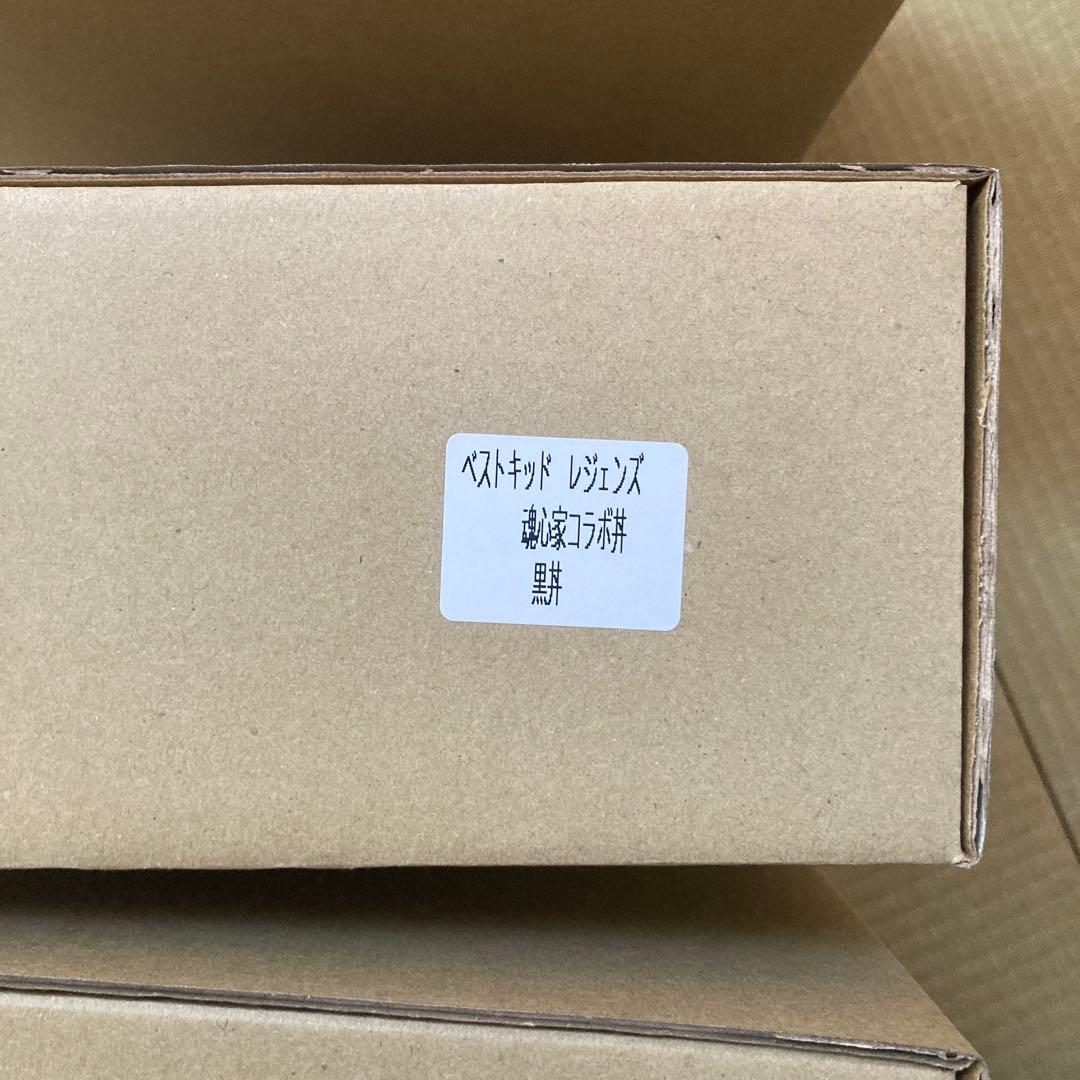 ベストキッド レジェンズ
魂心家コラボ丼
黒丼